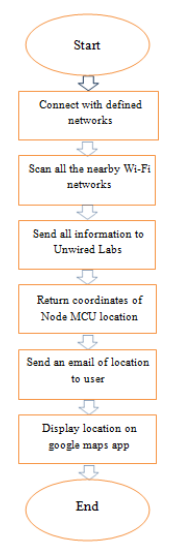 Start
Connect with defined
networks
Scan all the nearby Wi-Fi
networks
Send all information to
Unwired Labs
Return coordinates of
Node MCU location
Send an email of location
to user
Display location on
google maps app
End